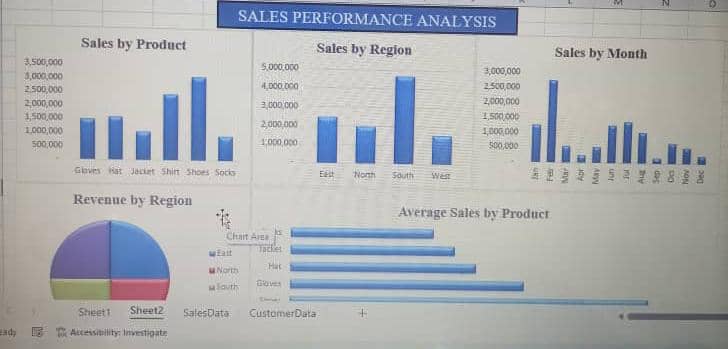 M N O
SALES PERFORMANCE ANALYSIS
Sales by Product
3,500,000
3,000,000
2,500,000
2,000,000
1,500,000
1,000,000
500,000
Gloves Hat Jacket Shirt Shoes Socks
Sales by Region
5,000,000
4,000,000
3,000,000
2,000,000
1,000,000
East North South West
Sales by Month
3,000,000
2,500,000
2,000,000
1,500,000
1,000,000
500,000
Jan Feb Mar Apr May Jun Jul Aug Sep Oct Nov Dec
Revenue by Region
Chart Area
East
North
South
Average Sales by Product
ks
Jacket
Hat
Gloves
Sheet1 Sheet2 SalesData CustomerData +
eady Accessibility: Investigate